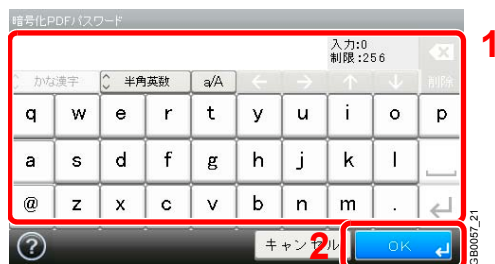 暗号化PDFパスワード
入力:0
制限:256
かな漢字 半角英数 a/A ← → ↑ ↓ 削除
q w e r t y u i o p
a s d f g h j k l
@ z x c v b n m .
? キャンセル OK
1
2
GB0057_21